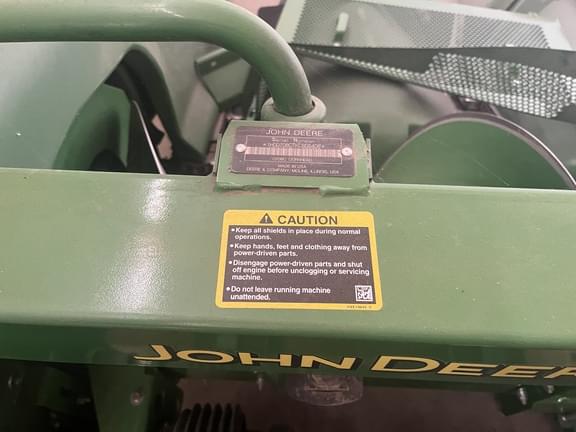 JOHN DEERE
Serial Number
MADE IN USA
DEERE & COMPANY, MOLINE, ILLINOIS, USA
CAUTION
• Keep all shields in place during normal
operations.
• Keep hands, feet and clothing away from
power-driven parts.
• Disengage power-driven parts and shut
off engine before unclogging or servicing
machine.
• Do not leave running machine
unattended.
JOHN DEERE